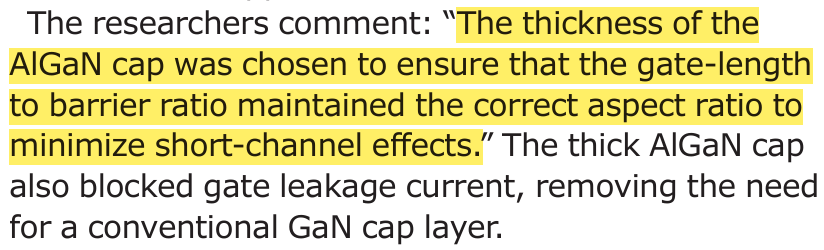 The researchers comment: “The thickness of the
AlGaN cap was chosen to ensure that the gate-length
to barrier ratio maintained the correct aspect ratio to
minimize short-channel effects.” The thick AlGaN cap
also blocked gate leakage current, removing the need
for a conventional GaN cap layer.